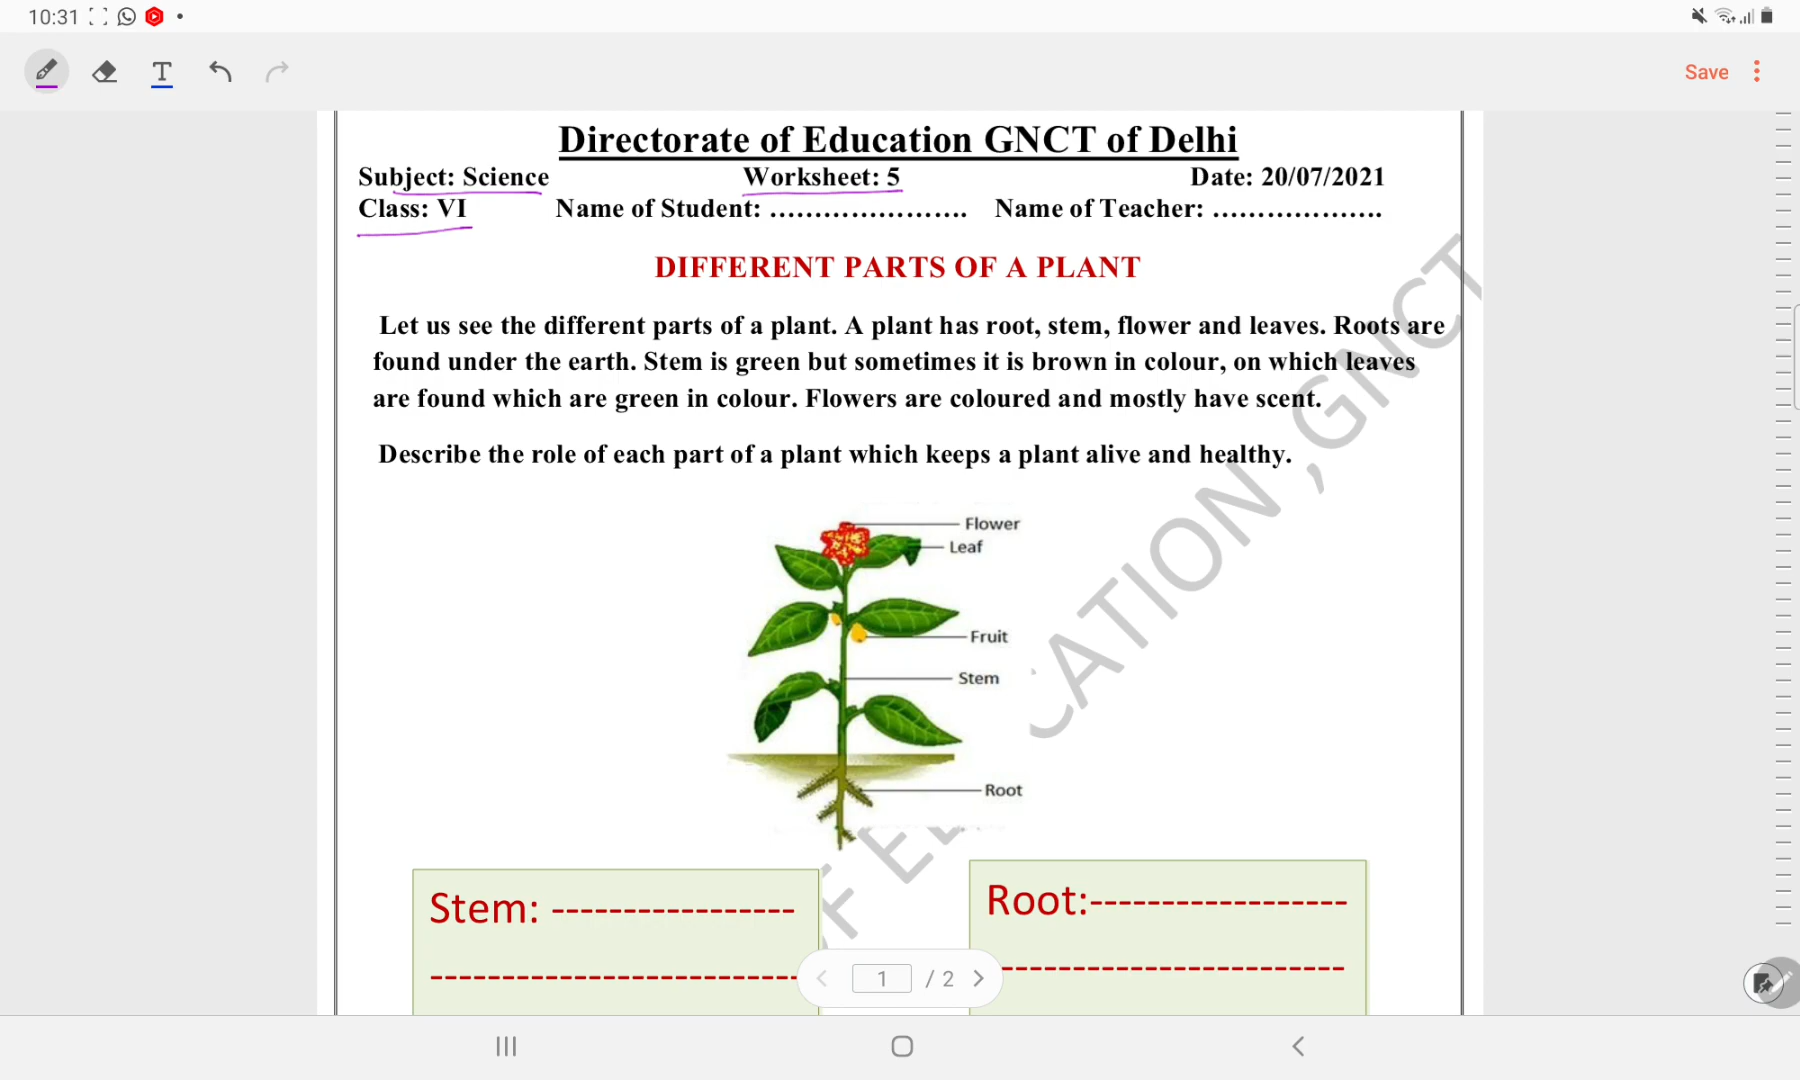 10:31
Save
Directorate of Education GNCT of Delhi
Subject: Science Worksheet: 5 Date: 20/07/2021
Class: VI Name of Student: ...................... Name of Teacher: ...................
DIFFERENT PARTS OF A PLANT
Let us see the different parts of a plant. A plant has root, stem, flower and leaves. Roots are
found under the earth. Stem is green but sometimes it is brown in colour, on which leaves
are found which are green in colour. Flowers are coloured and mostly have scent.
Describe the role of each part of a plant which keeps a plant alive and healthy.
Flower
Leaf
Fruit
Stem
Root
CATION ,GNCT
Stem: -----------------
Root:------------------
1 / 2